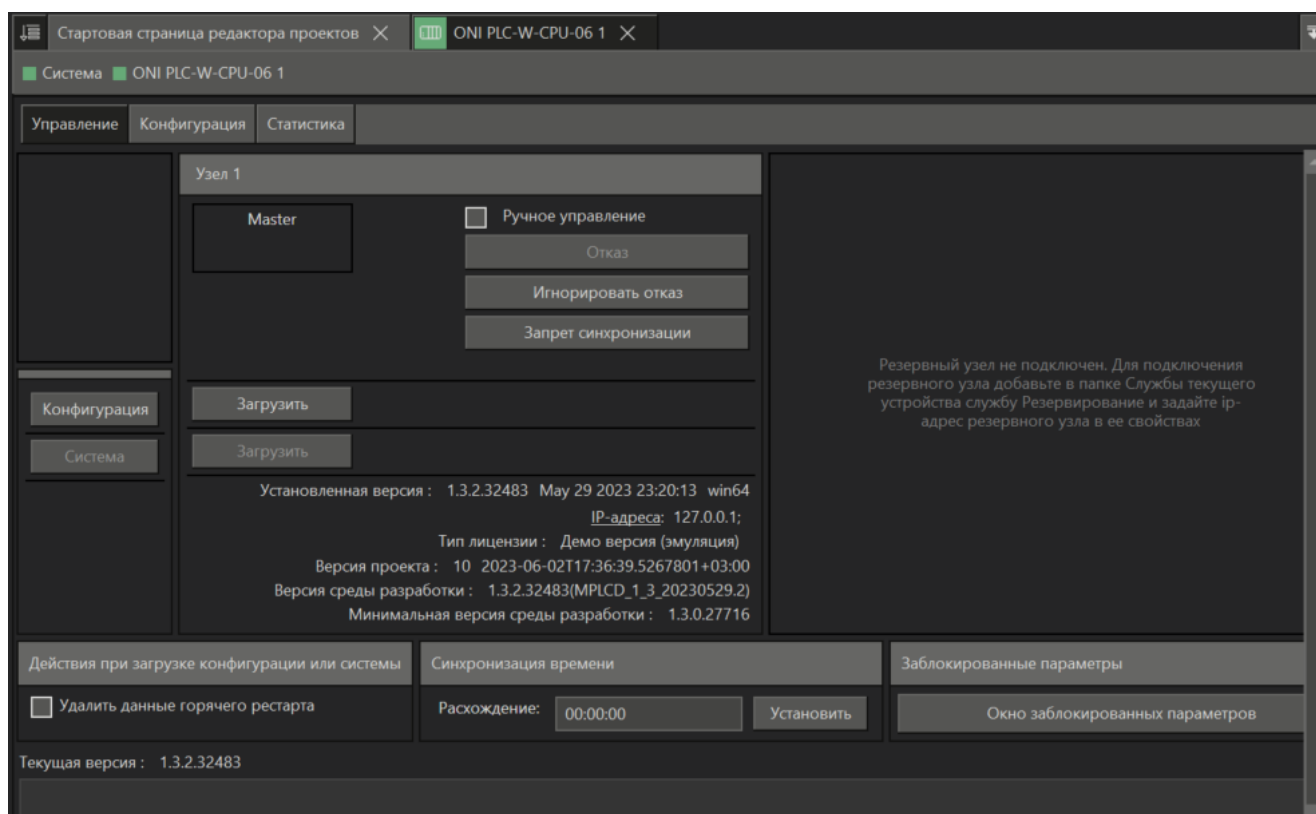 Стартовая страница редактора проектов
ONI PLC-W-CPU-06 1
Система ONI PLC-W-CPU-06 1
Управление Конфигурация Статистика
Узел 1
Master
Ручное управление
Отказ
Игнорировать отказ
Запрет синхронизации
Конфигурация
Загрузить
Система
Загрузить
Установленная версия : 1.3.2.32483 May 29 2023 23:20:13 win64
IP-адреса: 127.0.0.1;
Тип лицензии : Демо версия (эмуляция)
Версия проекта : 10 2023-06-02T17:36:39.5267801+03:00
Версия среды разработки : 1.3.2.32483(MPLCD_1_3_20230529.2)
Минимальная версия среды разработки : 1.3.0.27716
Резервный узел не подключен. Для подключения
резервного узла добавьте в папке Службы текущего
устройства службу Резервирование и задайте ip-
адрес резервного узла в ее свойствах
Действия при загрузке конфигурации или системы
Удалить данные горячего рестарта
Синхронизация времени
Расхождение: 00:00:00 Установить
Заблокированные параметры
Окно заблокированных параметров
Текущая версия : 1.3.2.32483